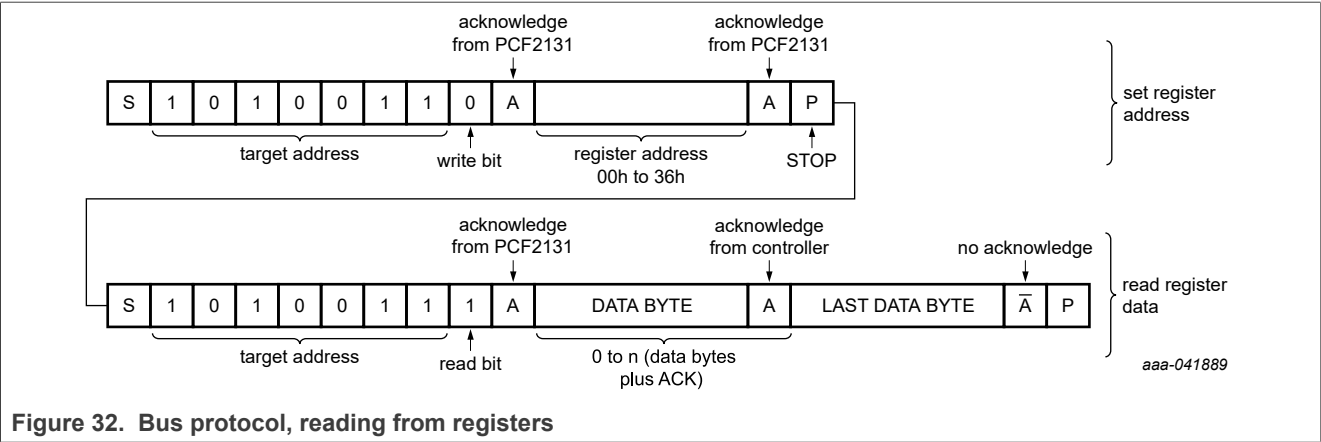 acknowledge
from PCF2131
acknowledge
from PCF2131
S 1 0 1 0 0 1 1 0 A A P
set register
address
target address
write bit
register address
00h to 36h
STOP
acknowledge
from PCF2131
acknowledge
from controller
no acknowledge
S 1 0 1 0 0 1 1 1 A DATA BYTE A LAST DATA BYTE A̅ P
read register
data
target address
read bit
0 to n (data bytes
plus ACK)
aaa-041889
Figure 32. Bus protocol, reading from registers